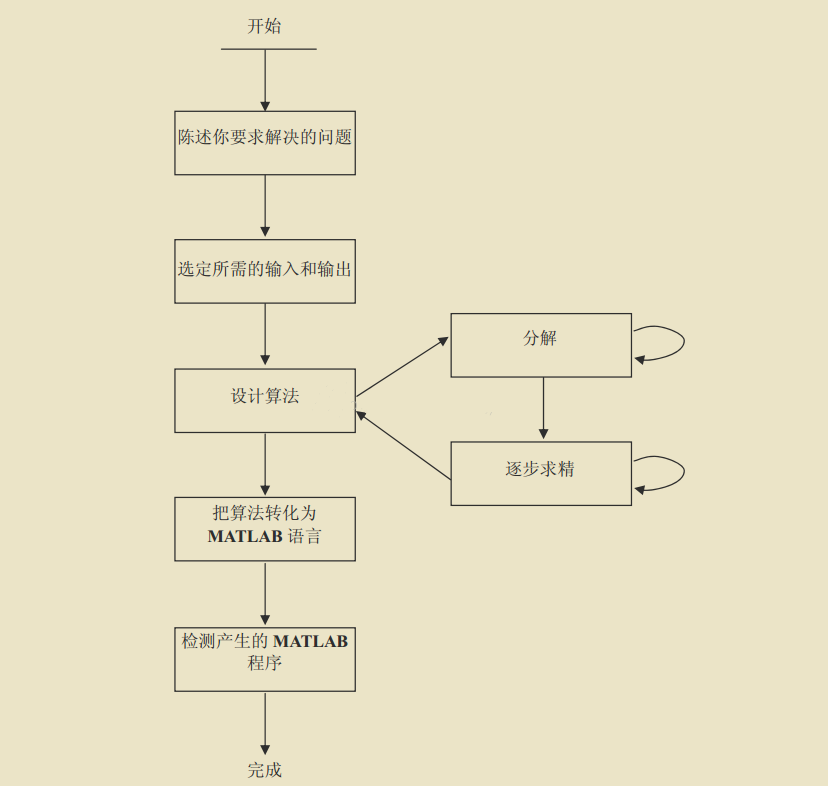 开始
陈述你要求解决的问题
选定所需的输入和输出
分解
设计算法
逐步求精
把算法转化为
MATLAB 语言
检测产生的 MATLAB
程序
完成